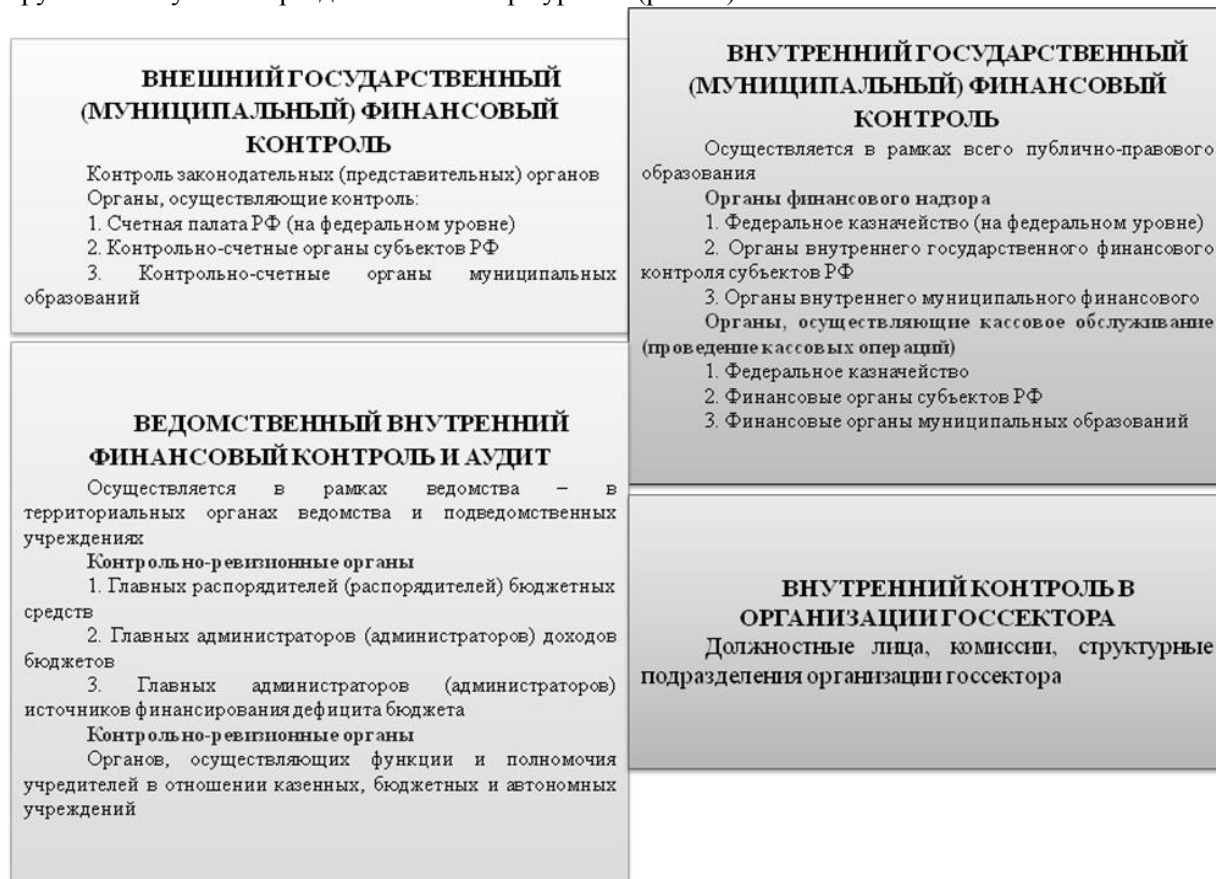 ВНЕШНИЙ ГОСУДАРСТВЕННЫЙ
(МУНИЦИПАЛЬНЫЙ) ФИНАНСОВЫЙ
КОНТРОЛЬ
Контроль законодательных (представительных) органов
Органы, осуществляющие контроль:
1. Счетная палата РФ (на федеральном уровне)
2. Контрольно-счетные органы субъектов РФ
3. Контрольно-счетные органы муниципальных
образований
ВНУТРЕННИЙ ГОСУДАРСТВЕННЫЙ
(МУНИЦИПАЛЬНЫЙ) ФИНАНСОВЫЙ
КОНТРОЛЬ
Осуществляется в рамках всего публично-правового
образования
Органы финансового надзора
1. Федеральное казначейство (на федеральном уровне)
2. Органы внутреннего государственного финансового
контроля субъектов РФ
3. Органы внутреннего муниципального финансового
Органы, осуществляющие кассовое обслуживание
(проведение кассовых операций)
1. Федеральное казначейство
2. Финансовые органы субъектов РФ
3. Финансовые органы муниципальных образований
ВЕДОМСТВЕННЫЙ ВНУТРЕННИЙ
ФИНАНСОВЫЙ КОНТРОЛЬ И АУДИТ
Осуществляется в рамках ведомства – в
территориальных органах ведомства и подведомственных
учреждениях
Контрольно-ревизионные органы
1. Главных распорядителей (распорядителей) бюджетных
средств
2. Главных администраторов (администраторов) доходов
бюджетов
3. Главных администраторов (администраторов)
источников финансирования дефицита бюджета
Контрольно-ревизионные органы
Органов, осуществляющих функции и полномочия
учредителей в отношении казенных, бюджетных и автономных
учреждений
ВНУТРЕННИЙ КОНТРОЛЬ В
ОРГАНИЗАЦИИ ГОССЕКТОРА
Должностные лица, комиссии, структурные
подразделения организации госсектора